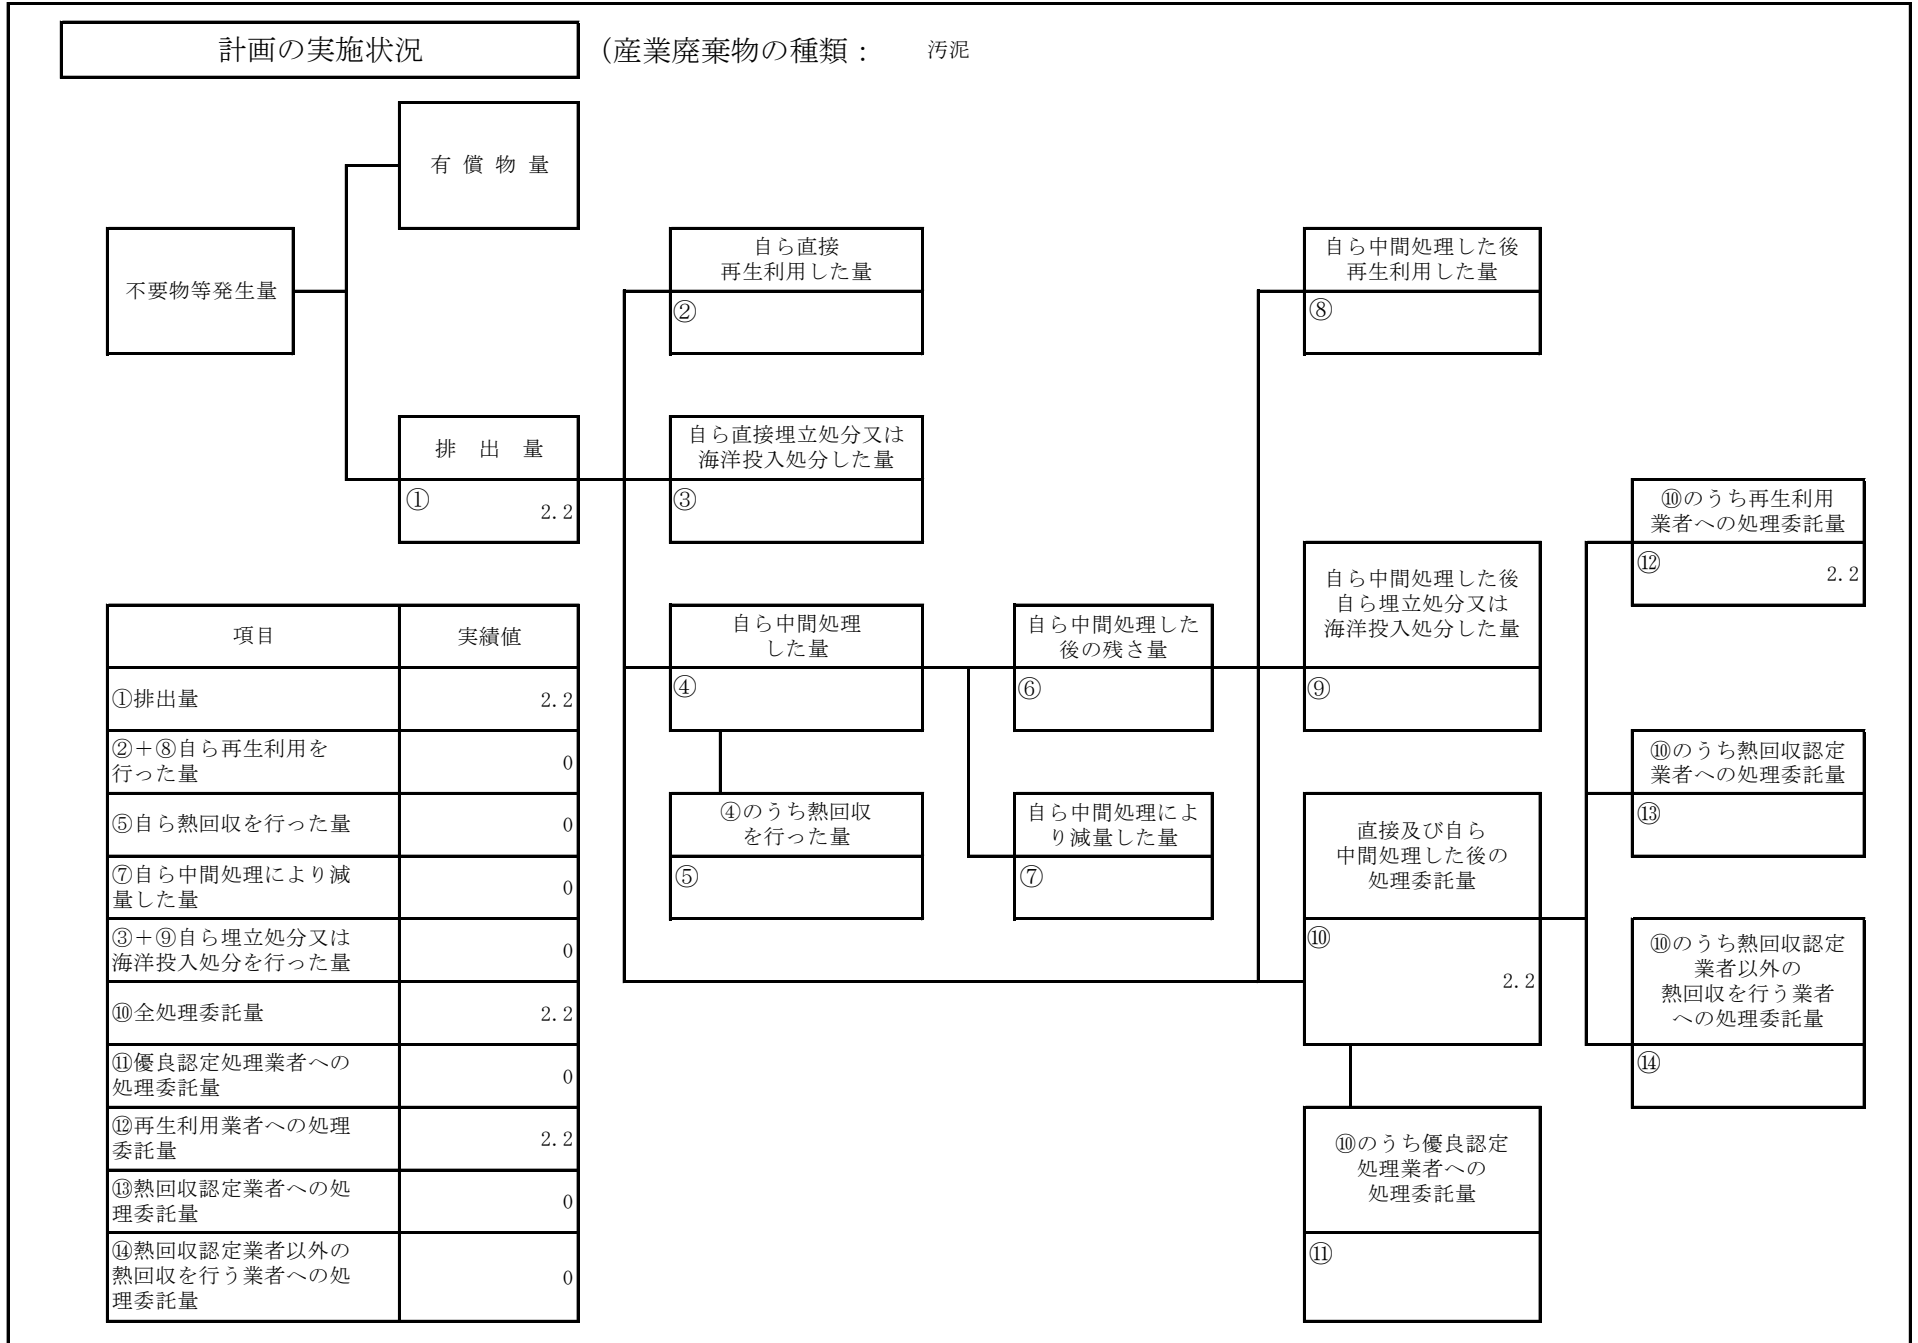 計画の実施状況
（産業廃棄物の種類： 汚泥
有 償 物 量
不要物等発生量
自ら直接
再生利用した量
②
自ら中間処理した後
再生利用した量
⑧
排 出 量
① 2.2
自ら直接埋立処分又は
海洋投入処分した量
③
⑩のうち再生利用
業者への処理委託量
⑫ 2.2
自ら中間処理
した量
④
自ら中間処理した
後の残さ量
⑥
自ら中間処理した後
自ら埋立処分又は
海洋投入処分した量
⑨
⑩のうち熱回収認定
業者への処理委託量
⑬
④のうち熱回収
を行った量
⑤
自ら中間処理によ
り減量した量
⑦
直接及び自ら
中間処理した後の
処理委託量
⑩
2.2
⑩のうち熱回収認定
業者以外の
熱回収を行う業者
への処理委託量
⑭
⑩のうち優良認定
処理業者への
処理委託量
⑪
項目 実績値
①排出量 2.2
②＋⑧自ら再生利用を
行った量 0
⑤自ら熱回収を行った量 0
⑦自ら中間処理により減
量した量 0
③＋⑨自ら埋立処分又は
海洋投入処分を行った量 0
⑩全処理委託量 2.2
⑪優良認定処理業者への
処理委託量 0
⑫再生利用業者への処理
委託量 2.2
⑬熱回収認定業者への処
理委託量 0
⑭熱回収認定業者以外の
熱回収を行う業者への処
理委託量 0